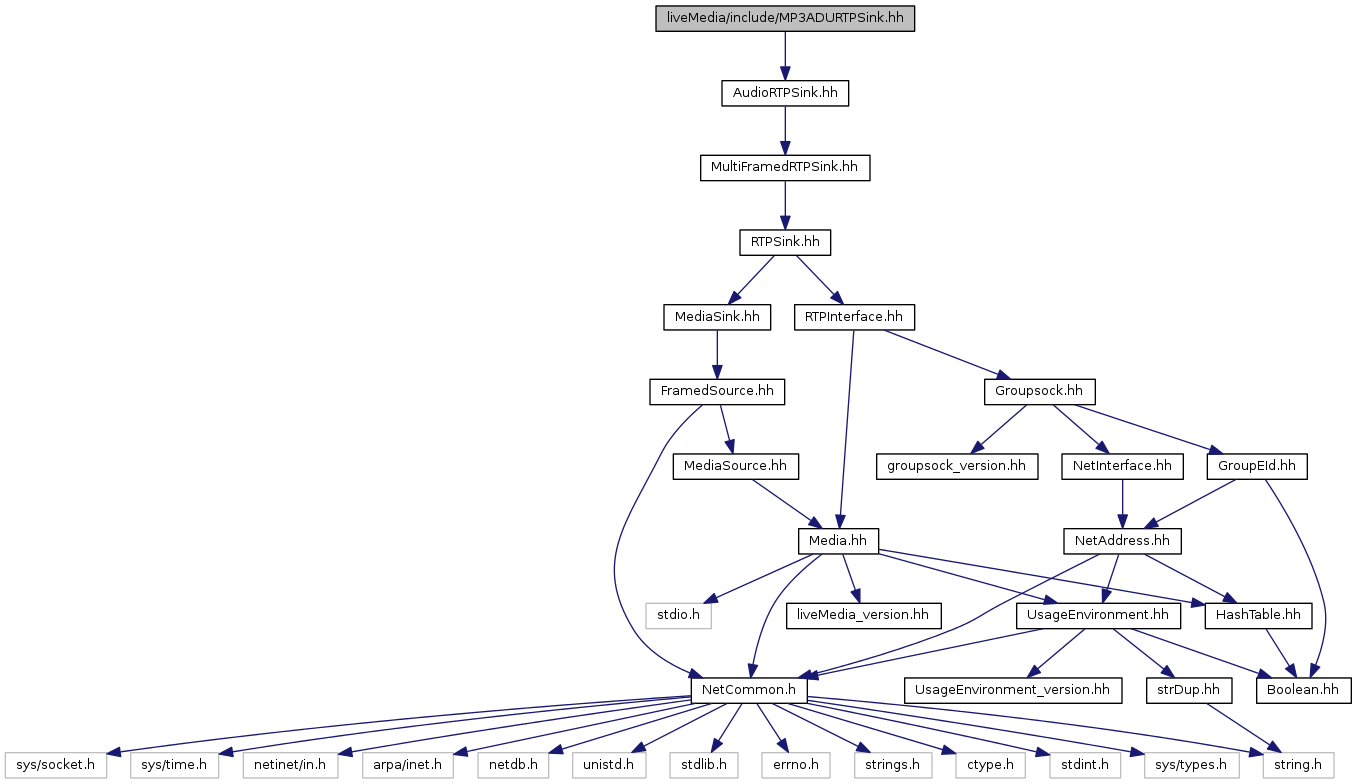 liveMedia/include/MP3ADURTPSink.hh
AudioRTPSink.hh
MultiFramedRTPSink.hh
RTPSink.hh
MediaSink.hh
RTPInterface.hh
FramedSource.hh
Groupsock.hh
MediaSource.hh
groupsock_version.hh
NetInterface.hh
GroupEId.hh
Media.hh
NetAddress.hh
stdio.h
liveMedia_version.hh
UsageEnvironment.hh
HashTable.hh
NetCommon.h
UsageEnvironment_version.hh
strDup.hh
Boolean.hh
sys/socket.h
sys/time.h
netinet/in.h
arpa/inet.h
netdb.h
unistd.h
stdlib.h
errno.h
strings.h
ctype.h
stdint.h
sys/types.h
string.h